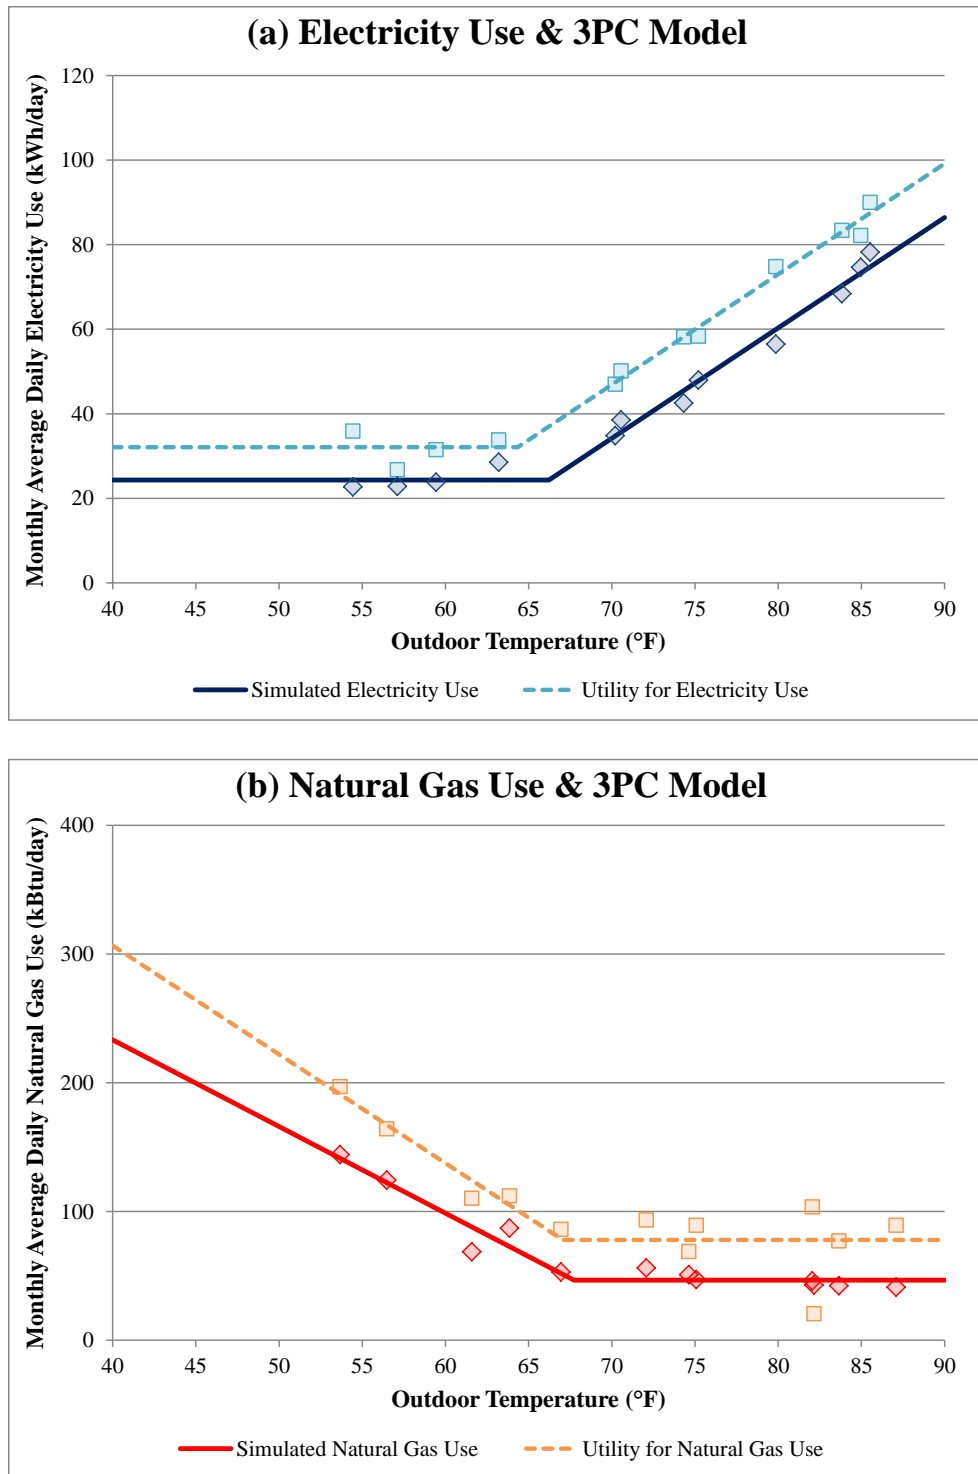 (a) Electricity Use & 3PC Model
Monthly Average Daily Electricity Use (kWh/day)
120
100
80
60
40
20
0
40 45 50 55 60 65 70 75 80 85 90
Outdoor Temperature (°F)
Simulated Electricity Use Utility for Electricity Use
(b) Natural Gas Use & 3PC Model
Monthly Average Daily Natural Gas Use (kBtu/day)
400
300
200
100
0
40 45 50 55 60 65 70 75 80 85 90
Outdoor Temperature (°F)
Simulated Natural Gas Use Utility for Natural Gas Use